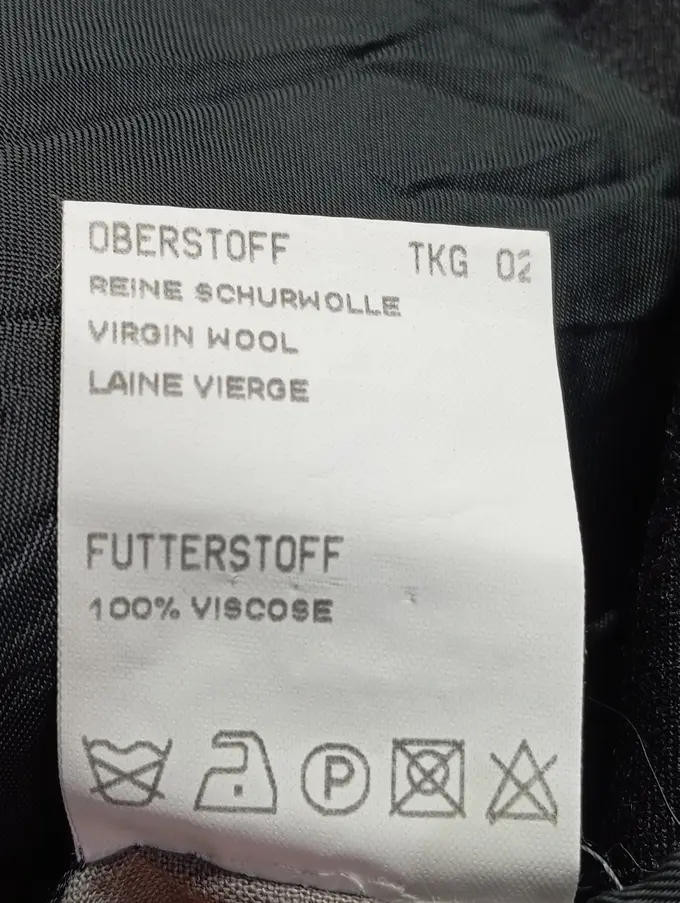 OBERSTOFF TKG 02
REINE SCHURWOLLE
VIRGIN WOOL
LAINE VIERGE
FUTTERSTOFF
100% VISCOSE
P